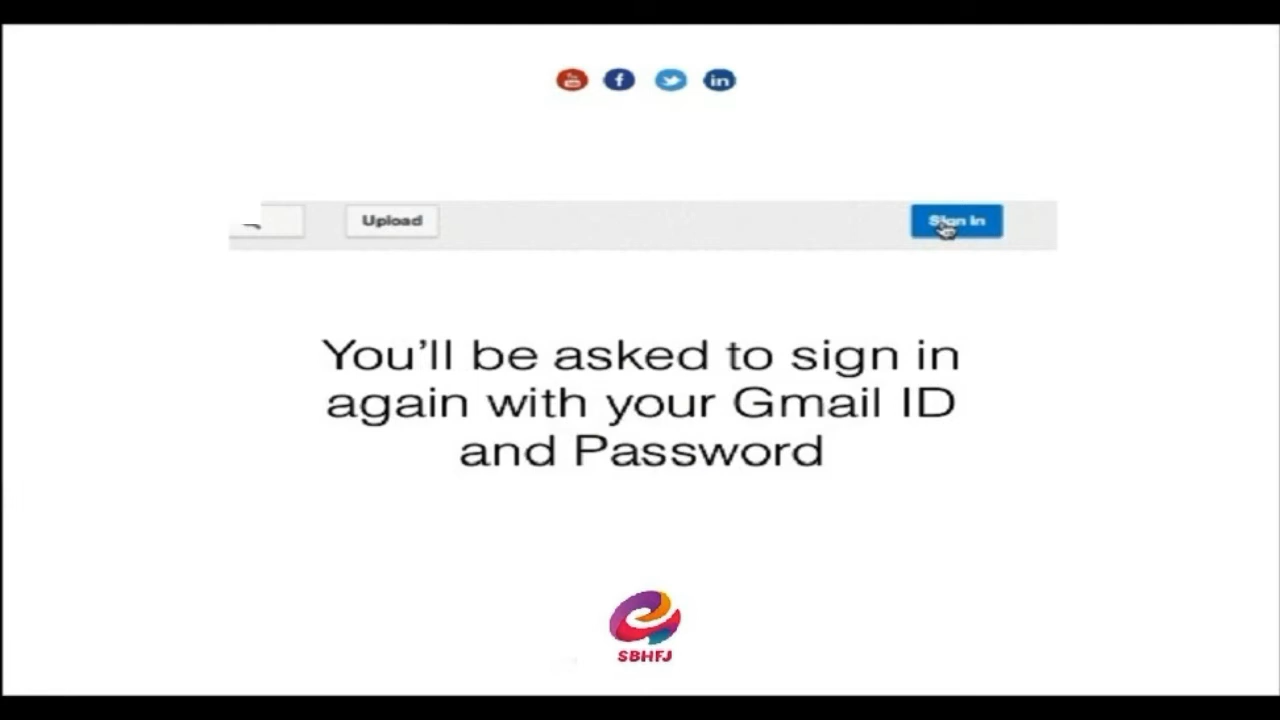 Upload
Sign In
You'll be asked to sign in
again with your Gmail ID
and Password
SBHFJ